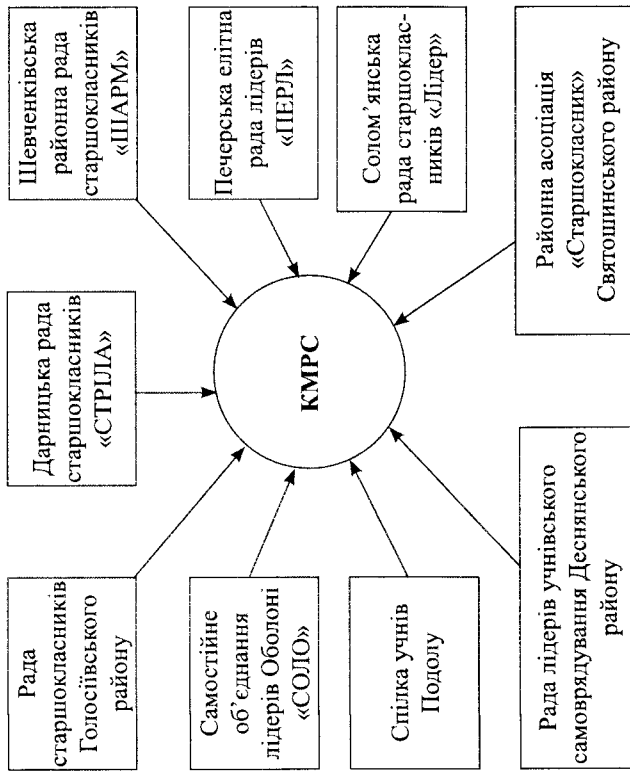 Рада
старшокласників
Голосіївського
району
Дарницька рада
старшокласників
«СТРІЛА»
Шевченківська
районна рада
старшокласників
«ШАРМ»
Самостійне
об’єднання
лідерів Оболоні
«СОЛО»
КМРС
Печерська елітна
рада лідерів
«ПЕРЛ»
Спілка учнів
Подолу
Солом’янська
рада старшоклас-
ників «Лідер»
Рада лідерів учнівського
самоврядування Деснянського
району
Районна асоціація
«Старшокласник»
Святошинського району